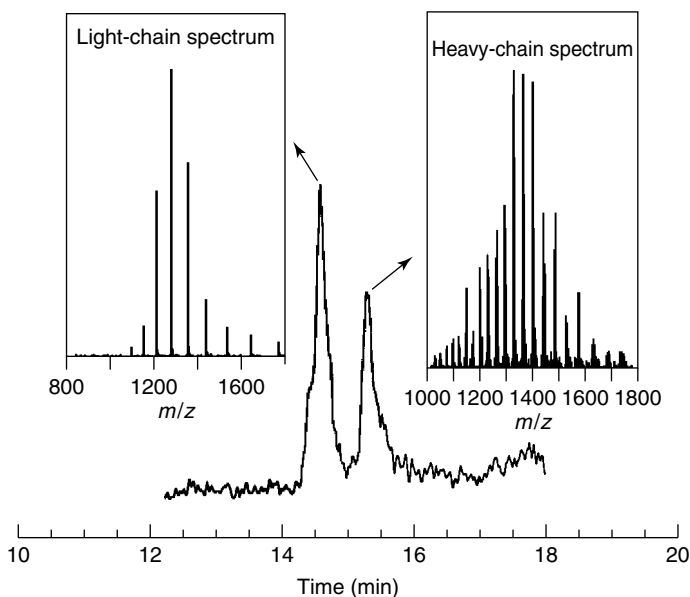 Light-chain spectrum
Heavy-chain spectrum
800 1200 1600
m/z
1000 1200 1400 1600 1800
m/z
10 12 14 16 18 20
Time (min)